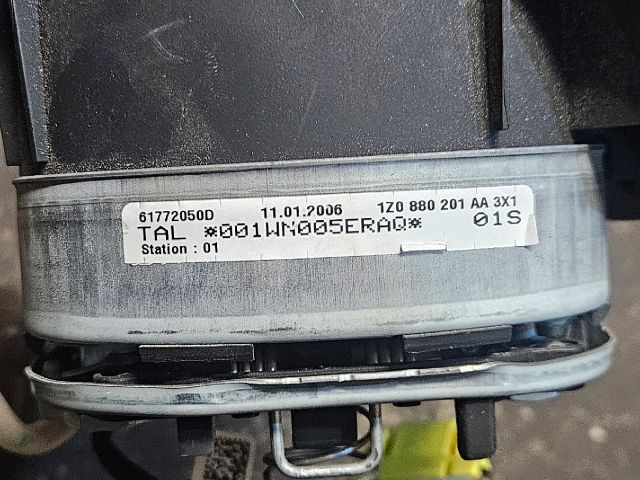 61772050D 11.01.2006 1Z0 880 201 AA 3X1
TAL *001WN005ERAQ* 01S
Station : 01